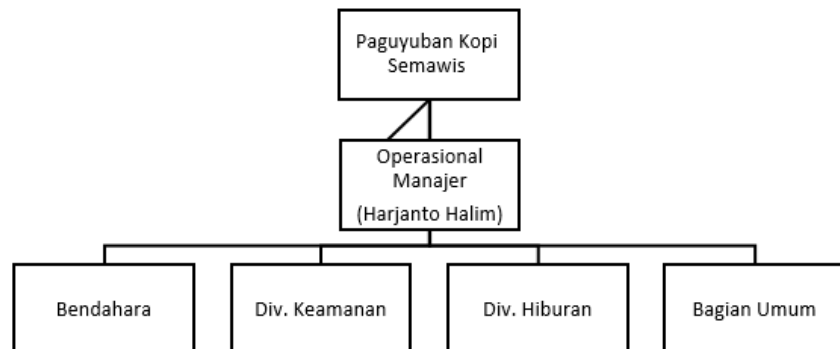 Paguyuban Kopi
Semawis
Operasional
Manajer
(Harjanto Halim)
Bendahara
Div. Keamanan
Div. Hiburan
Bagian Umum